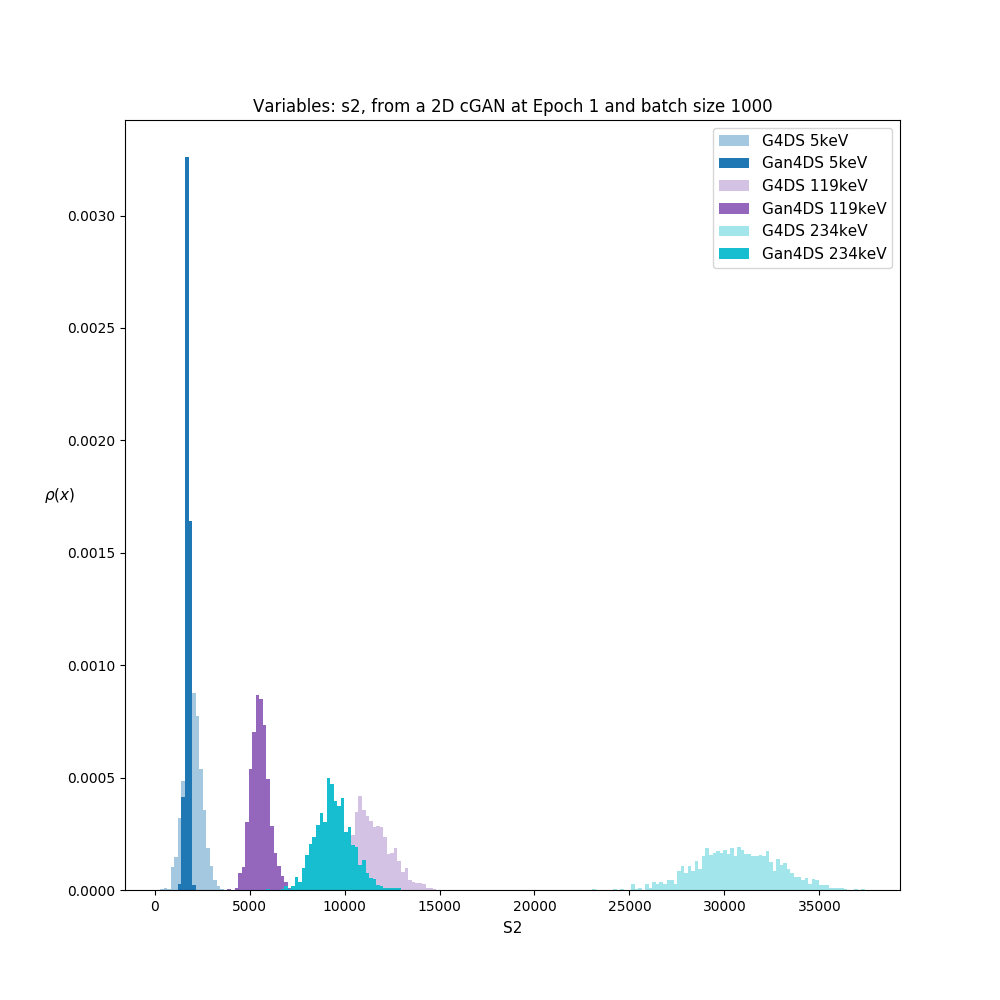 Variables: s2, from a 2D cGAN at Epoch 1 and batch size 1000
G4DS 5keV
Gan4DS 5keV
G4DS 119keV
Gan4DS 119keV
G4DS 234keV
Gan4DS 234keV
0.0030
0.0025
0.0020
ρ(x)
0.0015
0.0010
0.0005
0.0000
0 5000 10000 15000 20000 25000 30000 35000
S2